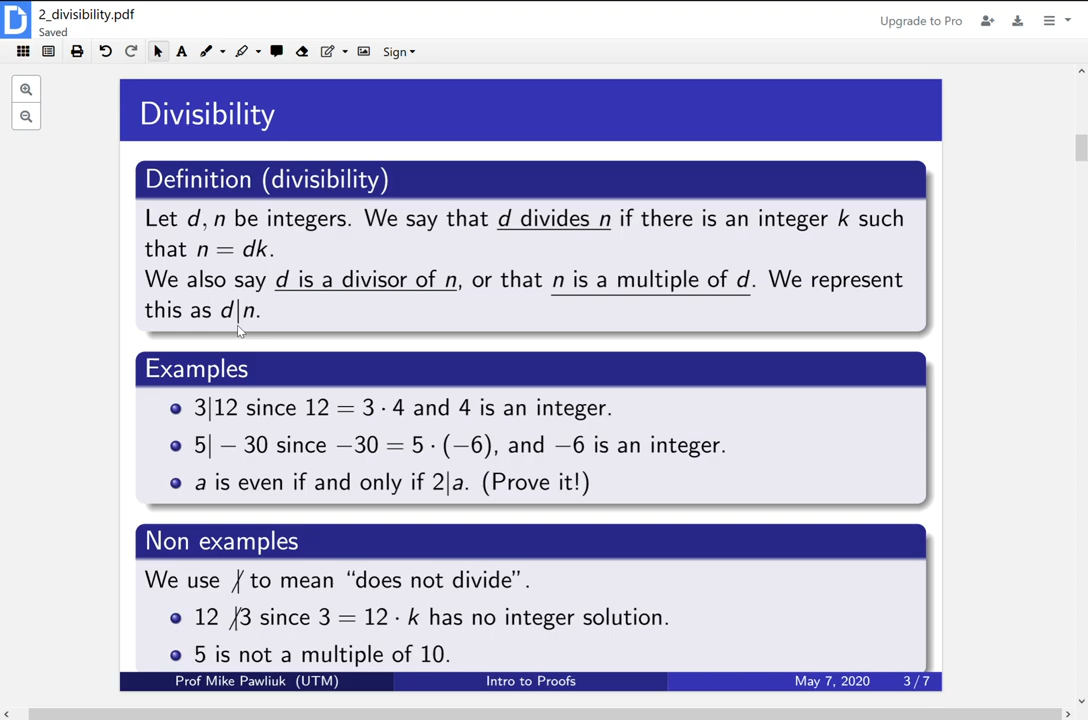 2_divisibility.pdf
Saved
Upgrade to Pro
Sign
Divisibility
Definition (divisibility)
Let d, n be integers. We say that d divides n if there is an integer k such
that n = dk.
We also say d is a divisor of n, or that n is a multiple of d. We represent
this as d|n.
Examples
3|12 since 12 = 3 · 4 and 4 is an integer.
5| − 30 since −30 = 5 · (−6), and −6 is an integer.
a is even if and only if 2|a. (Prove it!)
Non examples
We use ∤ to mean “does not divide”.
12 ∤3 since 3 = 12 · k has no integer solution.
5 is not a multiple of 10.
Prof Mike Pawliuk (UTM)
Intro to Proofs
May 7, 2020
3 / 7